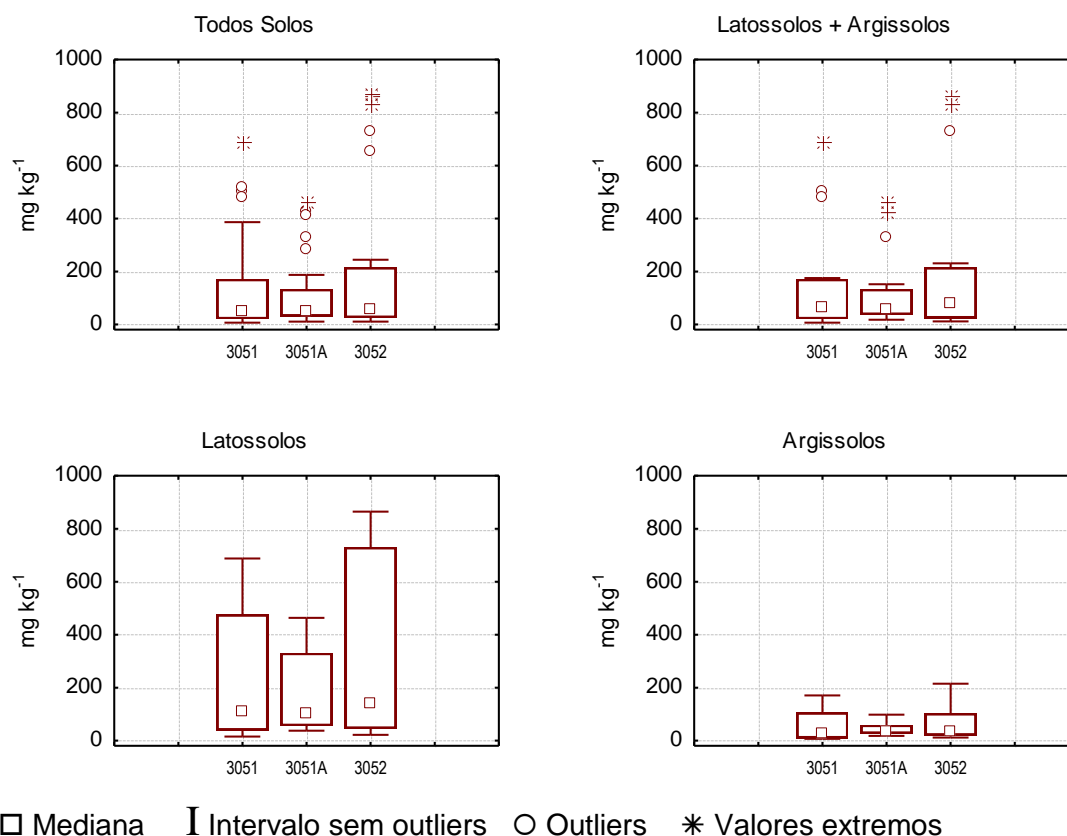 Todos Solos
mg kg-1
1000
800
600
400
200
0
3051 3051A 3052
Latossolos + Argissolos
mg kg-1
1000
800
600
400
200
0
3051 3051A 3052
Latossolos
mg kg-1
1000
800
600
400
200
0
3051 3051A 3052
Argissolos
mg kg-1
1000
800
600
400
200
0
3051 3051A 3052
Mediana Intervalo sem outliers Outliers Valores extremos